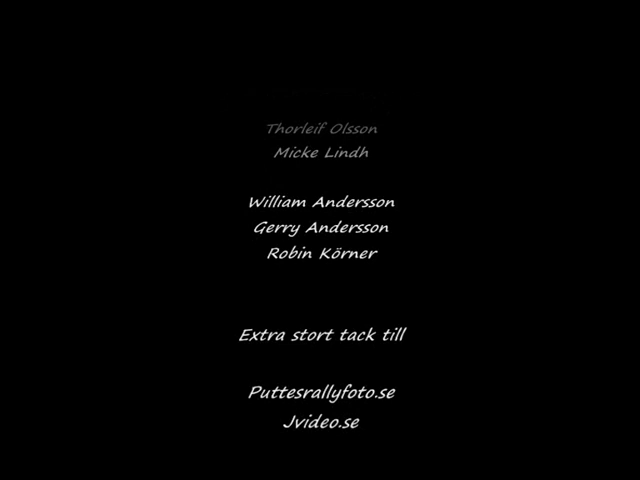 Thorleif Olsson
Micke Lindh
William Andersson
Gerry Andersson
Robin Körner
Extra stort tack till
Puttesrallyfoto.se
Jvideo.se